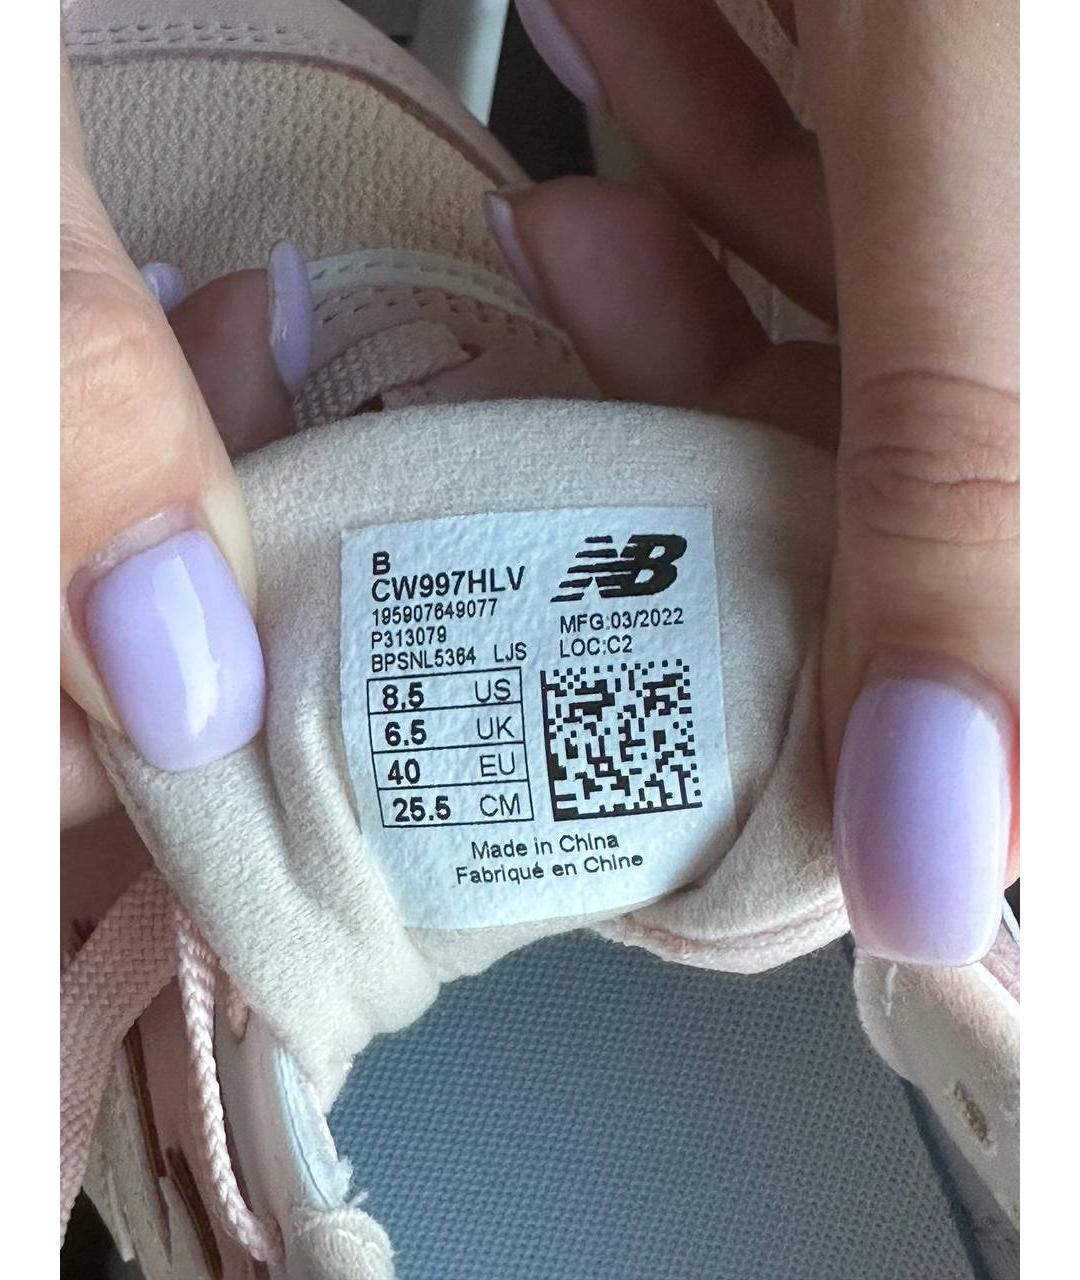 B
CW997HLV
195907649077
P313079
BPSNL5364 LJS
NB
MFG:03/2022
LOC:C2
8.5 US
6.5 UK
40 EU
25.5 CM
Made in China
Fabriqué en Chine